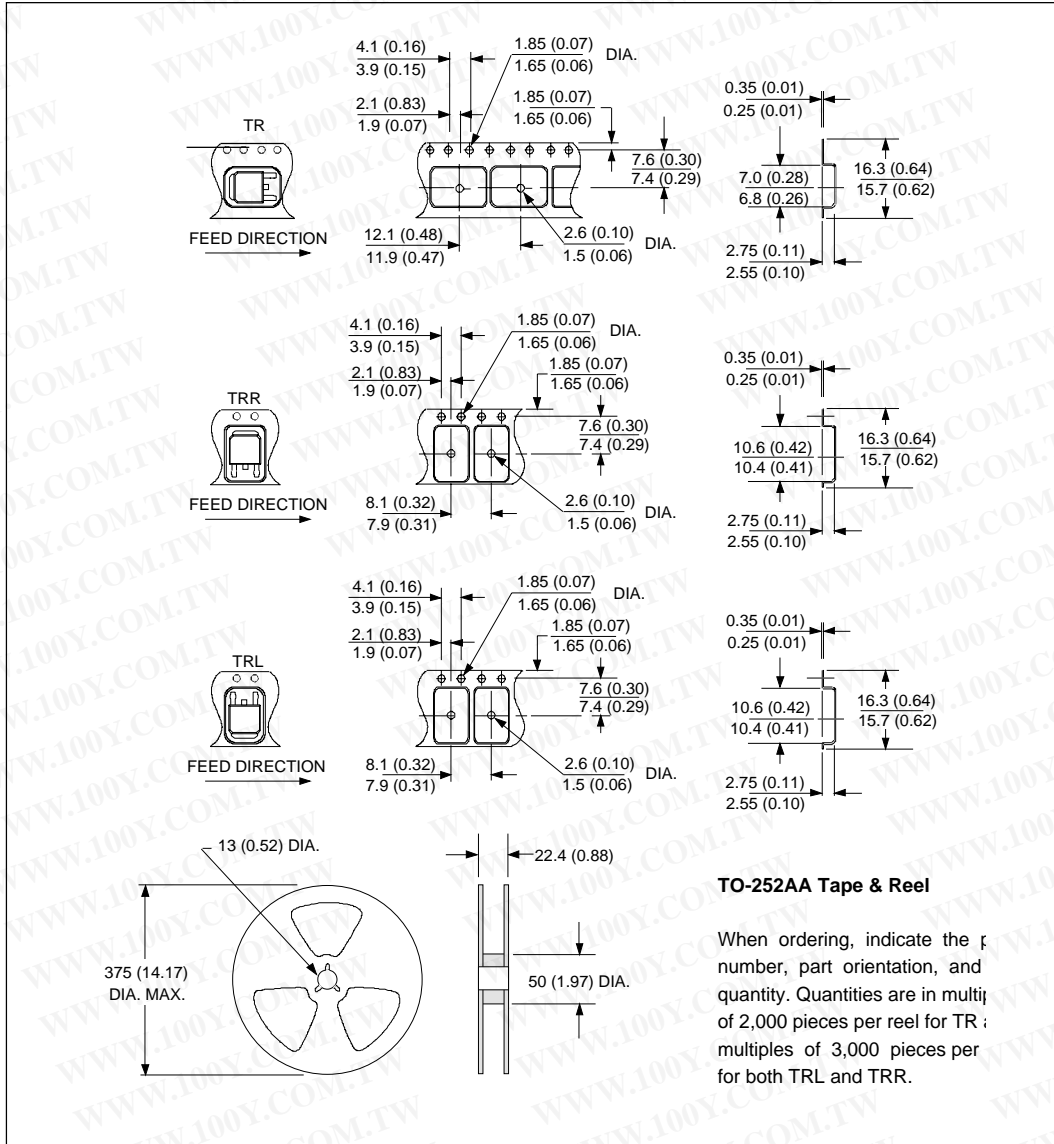 4.1 (0.16)
3.9 (0.15)
1.85 (0.07)
1.65 (0.06)
DIA.
2.1 (0.83)
1.9 (0.07)
1.85 (0.07)
1.65 (0.06)
TR
7.6 (0.30)
7.4 (0.29)
FEED DIRECTION
12.1 (0.48)
11.9 (0.47)
2.6 (0.10)
1.5 (0.06)
DIA.
0.35 (0.01)
0.25 (0.01)
7.0 (0.28)
6.8 (0.26)
16.3 (0.64)
15.7 (0.62)
2.75 (0.11)
2.55 (0.10)
4.1 (0.16)
3.9 (0.15)
1.85 (0.07)
1.65 (0.06)
DIA.
2.1 (0.83)
1.9 (0.07)
1.85 (0.07)
1.65 (0.06)
TRR
7.6 (0.30)
7.4 (0.29)
FEED DIRECTION
8.1 (0.32)
7.9 (0.31)
2.6 (0.10)
1.5 (0.06)
DIA.
0.35 (0.01)
0.25 (0.01)
10.6 (0.42)
10.4 (0.41)
16.3 (0.64)
15.7 (0.62)
2.75 (0.11)
2.55 (0.10)
4.1 (0.16)
3.9 (0.15)
1.85 (0.07)
1.65 (0.06)
DIA.
2.1 (0.83)
1.9 (0.07)
1.85 (0.07)
1.65 (0.06)
TRL
7.6 (0.30)
7.4 (0.29)
FEED DIRECTION
8.1 (0.32)
7.9 (0.31)
2.6 (0.10)
1.5 (0.06)
DIA.
0.35 (0.01)
0.25 (0.01)
10.6 (0.42)
10.4 (0.41)
16.3 (0.64)
15.7 (0.62)
2.75 (0.11)
2.55 (0.10)
13 (0.52) DIA.
22.4 (0.88)
375 (14.17)
DIA. MAX.
50 (1.97) DIA.
TO-252AA Tape & Reel
When ordering, indicate the
number, part orientation, and
quantity. Quantities are in
of 2,000 pieces per reel for TR
multiples of 3,000 pieces per
for both TRL and TRR.
WWW.100Y.COM.TW